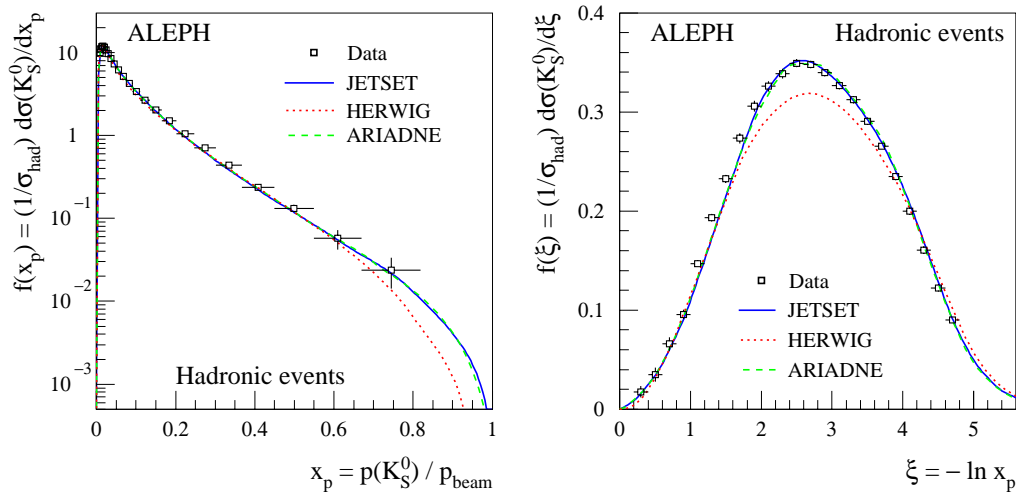 ALEPH
Data
JETSET
HERWIG
ARIADNE
Hadronic events
f(x_p) = (1/σ_had) dσ(K_S^0)/dx_p
10
1
10^−1
10^−2
10^−3
0 0.2 0.4 0.6 0.8 1
x_p = p(K_S^0) / p_beam
ALEPH Hadronic events
Data
JETSET
HERWIG
ARIADNE
f(ξ) = (1/σ_had) dσ(K_S^0)/dξ
0.4
0.3
0.2
0.1
0
0 1 2 3 4 5
ξ = − ln x_p